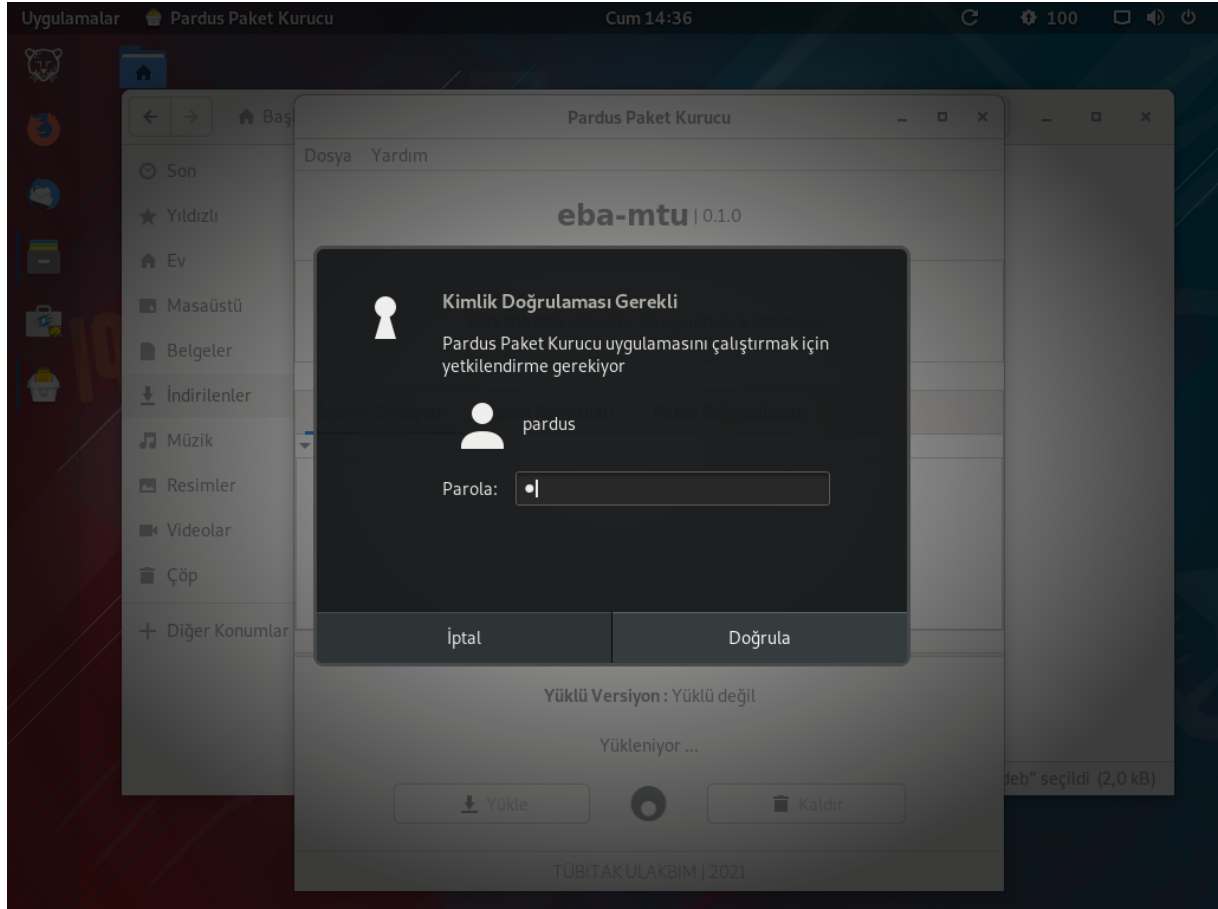 Uygulamalar
Pardus Paket Kurucu
Cum 14:36
100
Pardus Paket Kurucu
Dosya Yardım
eba-mtu | 0.1.0
Son
Yıldızlı
Ev
Masaüstü
Belgeler
İndirilenler
Müzik
Resimler
Videolar
Çöp
Diğer Konumlar
Kimlik Doğrulaması Gerekli
Pardus Paket Kurucu uygulamasını çalıştırmak için
yetkilendirme gerekiyor
pardus
Parola:
İptal
Doğrula
Yüklü Versiyon : Yüklü değil
Yükleniyor ...
deb" seçildi (2,0 kB)
Yükle
Kaldır
TÜBİTAK ULAKBİM | 2021